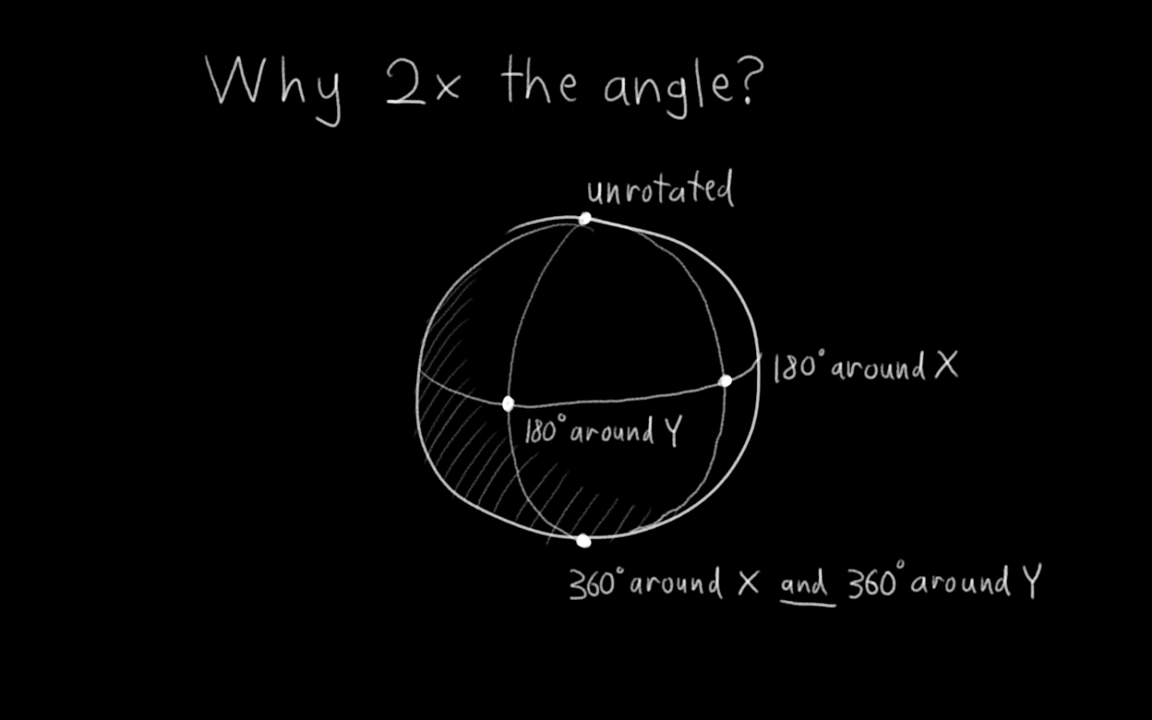 Why 2x the angle?
unrotated
180° around X
180° around Y
360° around X and 360° around Y